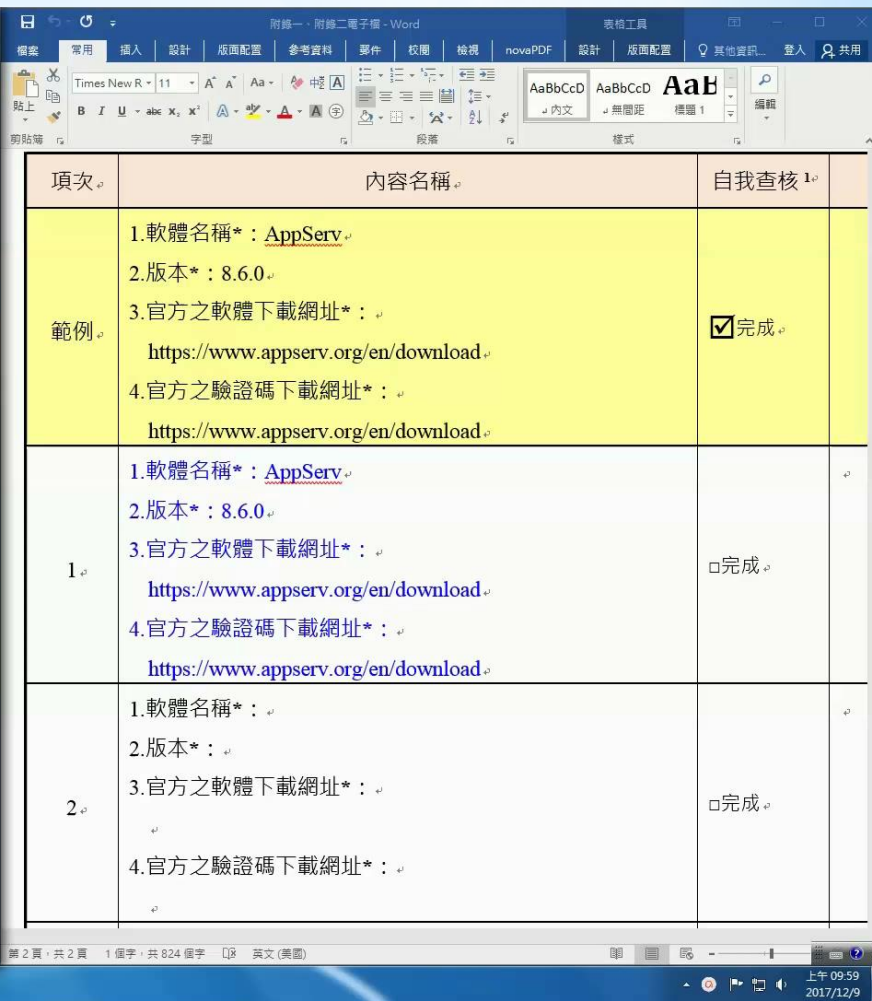 附錄一、附錄二電子檔 - Word
表格工具
檔案 常用 插入 設計 版面配置 參考資料 郵件 校閱 檢視 novaPDF 設計 版面配置 其他資訊... 登入 共用
貼上
Times New R 11
AaBbCcD AaBbCcD AaB
內文 無間距 標題 1
編輯
剪貼簿 字型 段落 樣式
項次 內容名稱 自我查核 1
範例
1.軟體名稱*：AppServ
2.版本*：8.6.0
3.官方之軟體下載網址*：
https://www.appserv.org/en/download
4.官方之驗證碼下載網址*：
https://www.appserv.org/en/download
☑完成
1
1.軟體名稱*：AppServ
2.版本*：8.6.0
3.官方之軟體下載網址*：
https://www.appserv.org/en/download
4.官方之驗證碼下載網址*：
https://www.appserv.org/en/download
□完成
2
1.軟體名稱*：
2.版本*：
3.官方之軟體下載網址*：
4.官方之驗證碼下載網址*：
□完成
第 2 頁，共 2 頁 1 個字，共 824 個字 英文 (美國)
上午 09:59
2017/12/9